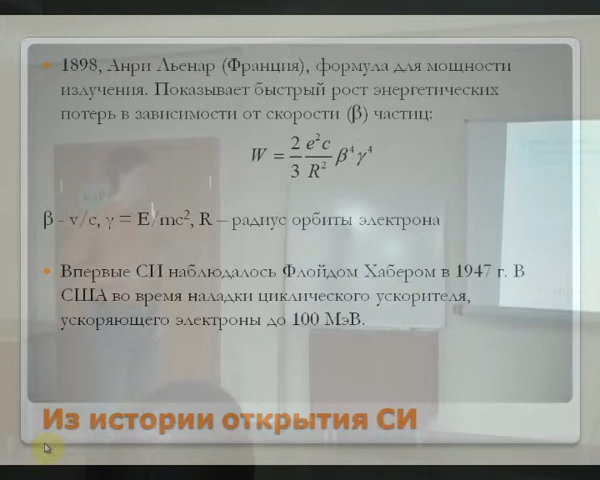 1898, Анри Льенар (Франция), формула для мощности
излучения. Показывает быстрый рост энергетических
потерь в зависимости от скорости (β) частиц:
W = 2/3 e²c/R² β⁴γ⁴
β - v/c, γ = E/mc², R – радиус орбиты электрона
Впервые СИ наблюдалось Флойдом Хабером в 1947 г. В
США во время наладки циклического ускорителя,
ускоряющего электроны до 100 МэВ.
Из истории открытия СИ